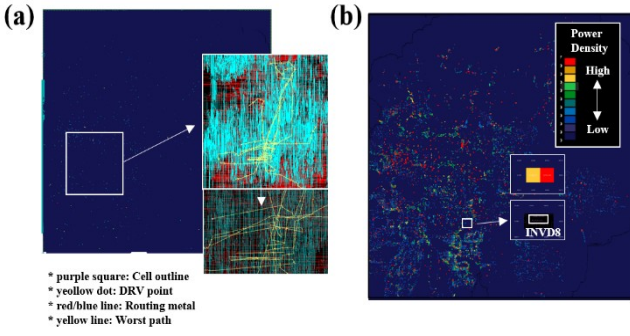 (a)
* purple square: Cell outline
* yeollow dot: DRV point
* red/blue line: Routing metal
* yellow line: Worst path
(b)
Power
Density
High
Low
INVD8